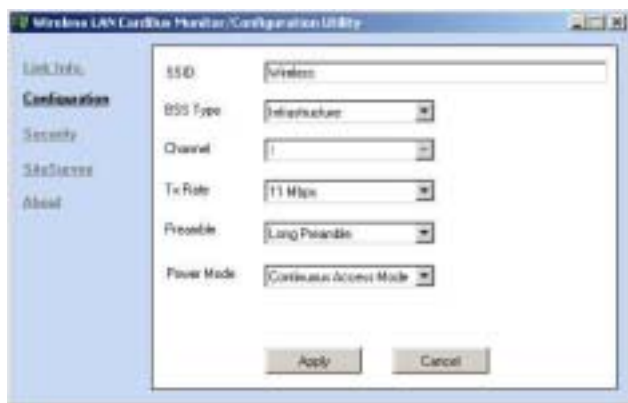 Wireless LAN CardBus Monitor/Configuration Utility
Link Info.
Configuration
Security
SiteSurvey
About
SSID Wireless
BSS Type Infrastructure
Channel 1
Tx Rate 11 Mbps
Preamble Long Preamble
Power Mode Continuous Access Mode
Apply Cancel